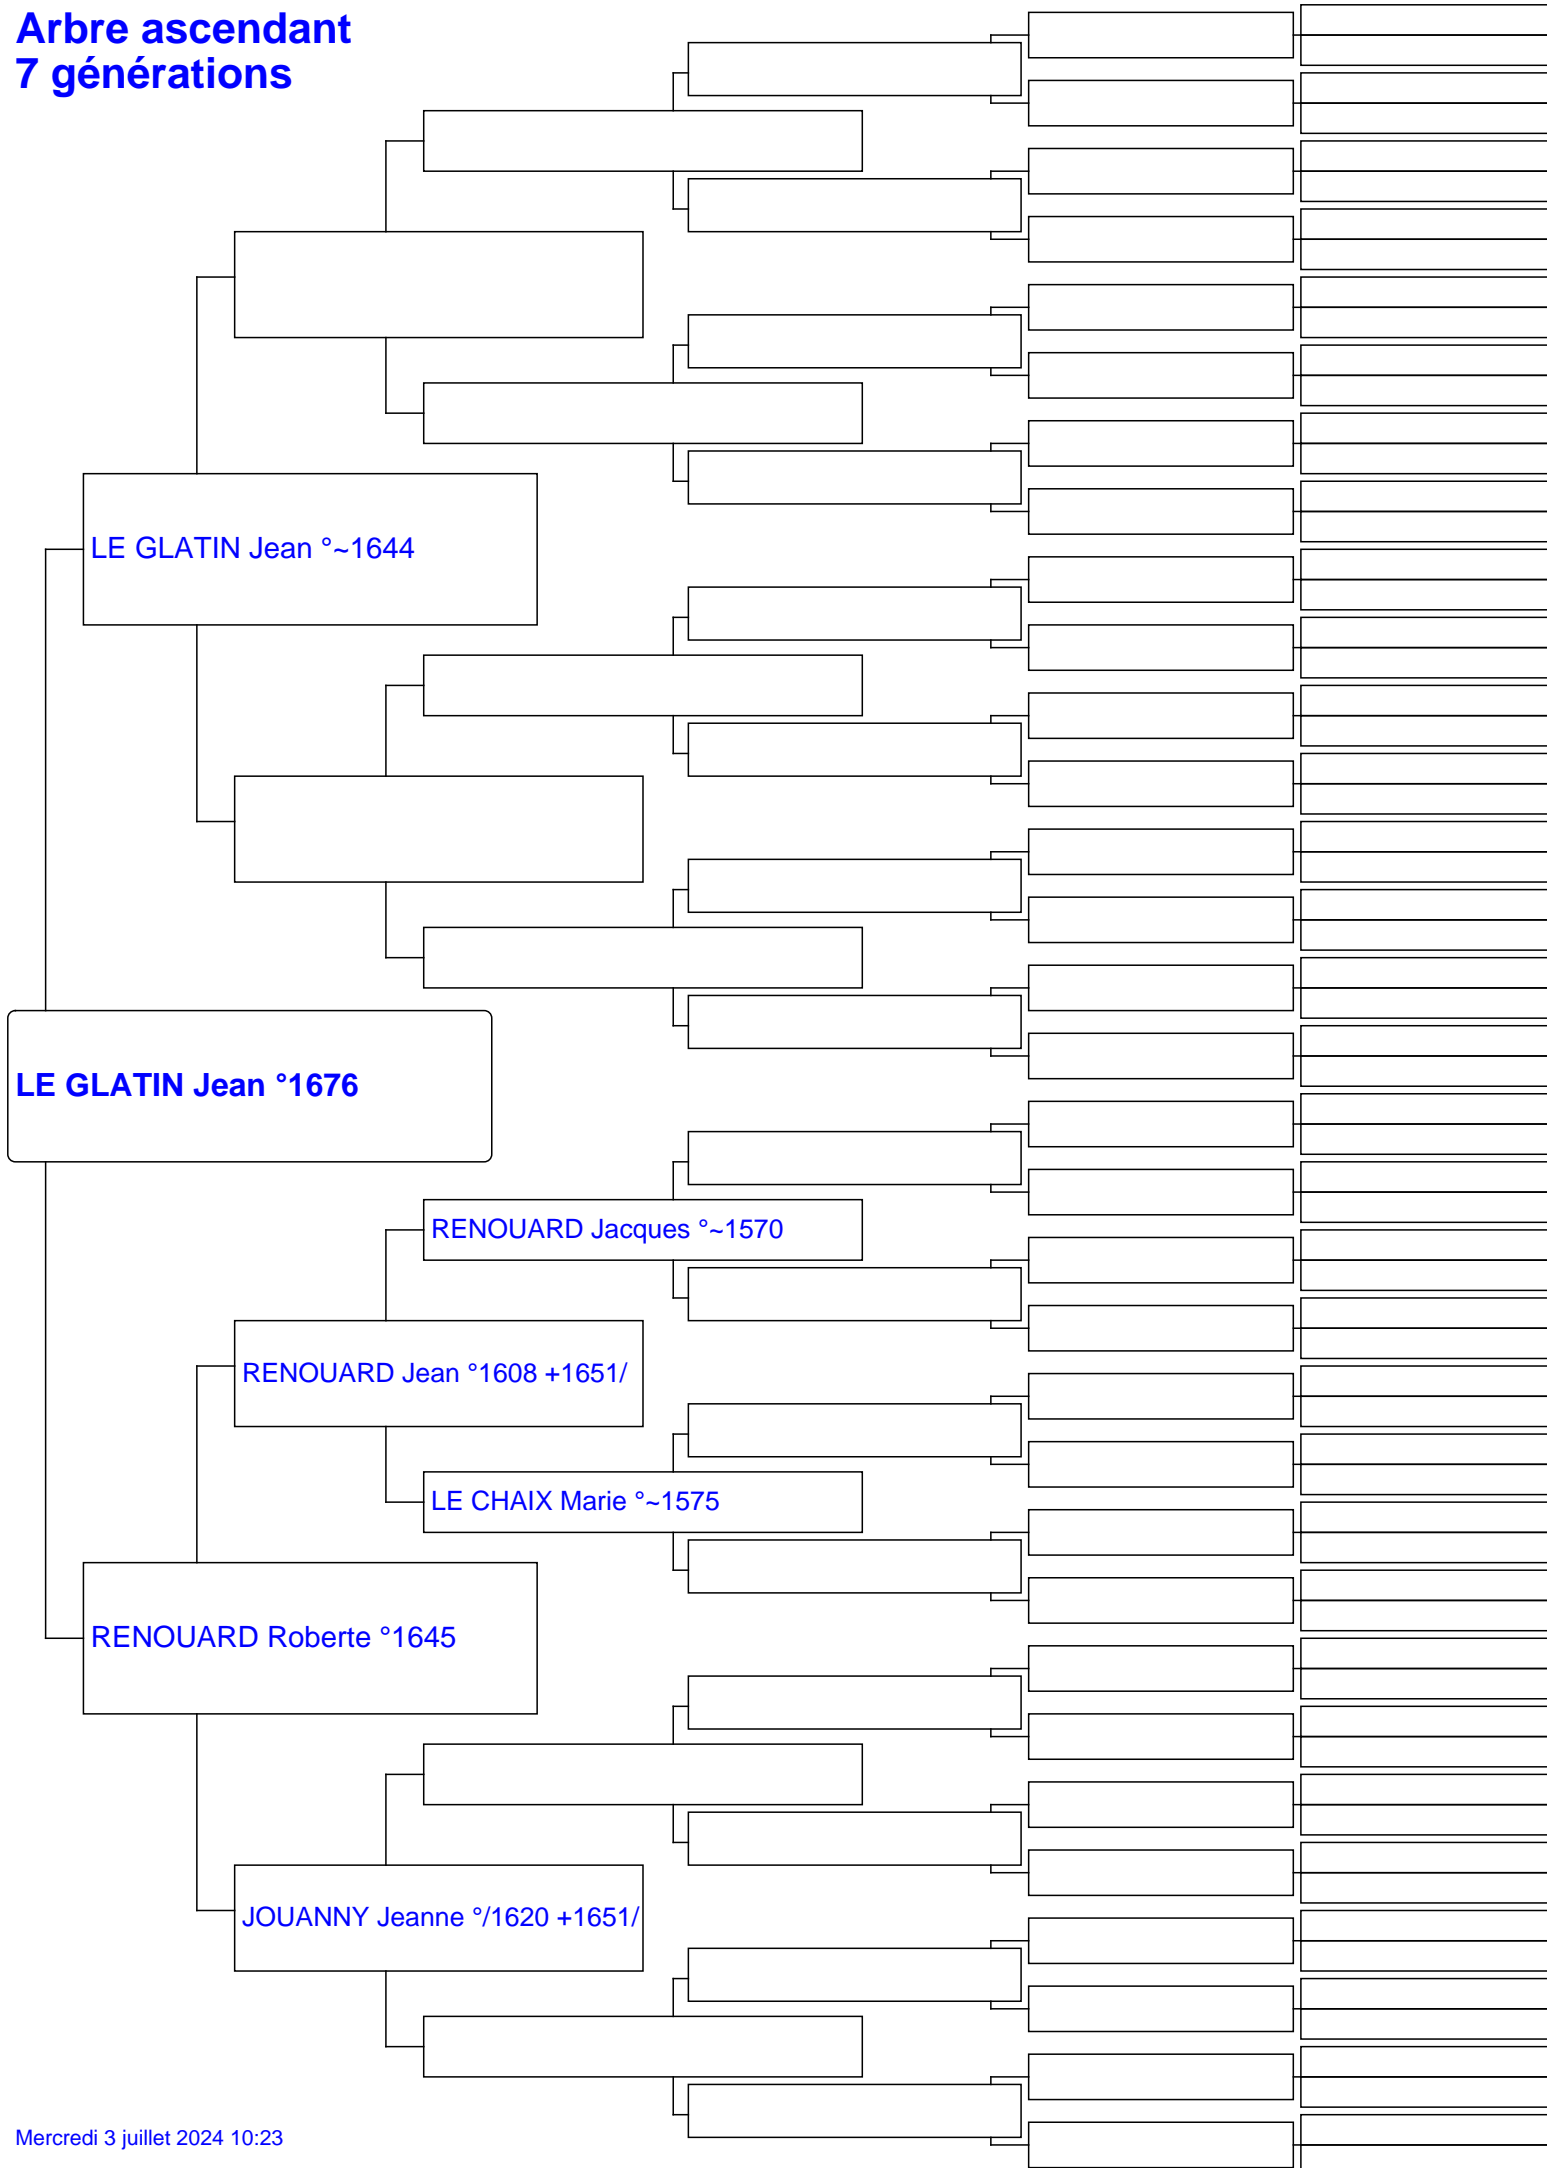 Arbre ascendant
7 générations
LE GLATIN Jean °~1644
LE GLATIN Jean °1676
RENOUARD Jacques °~1570
RENOUARD Jean °1608 +1651/
LE CHAIX Marie °~1575
RENOUARD Roberte °1645
JOUANNY Jeanne °/1620 +1651/
Mercredi 3 juillet 2024 10:23